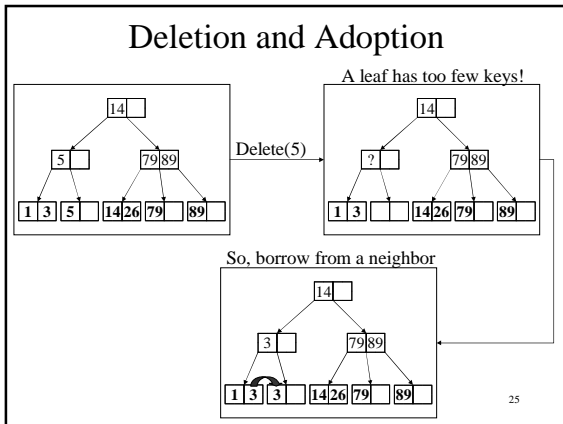 Deletion and Adoption
A leaf has too few keys!
14
5
79 89
1 3 5 14 26 79 89
Delete(5)
14
?
79 89
1 3 14 26 79 89
So, borrow from a neighbor
14
3
79 89
1 3 3 14 26 79 89
25